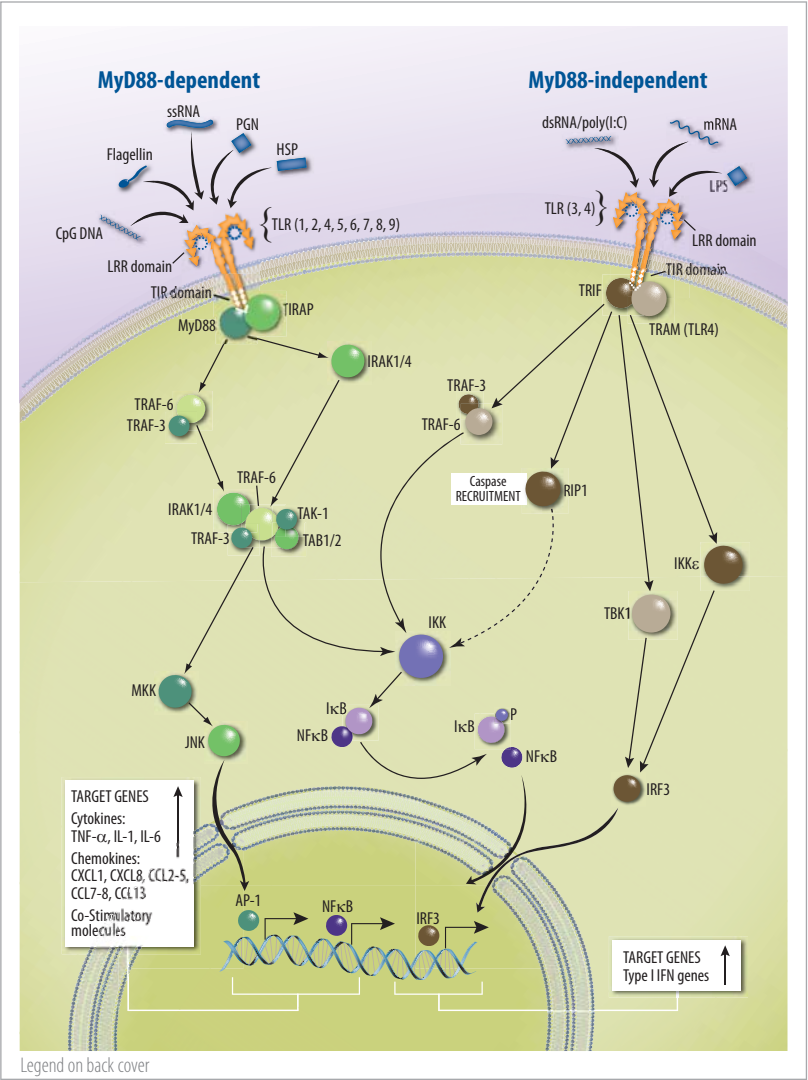 MyD88-dependent
MyD88-independent
ssRNA
PGN
HSP
Flagellin
CpG DNA
TLR (1, 2, 4, 5, 6, 7, 8, 9)
LRR domain
TIR domain
MyD88
TIRAP
dsRNA/poly(I:C)
mRNA
LPS
TLR (3, 4)
LRR domain
TIR domain
TRIF
TRAM (TLR4)
IRAK1/4
TRAF-6
TRAF-3
TRAF-3
TRAF-6
TRAF-6
IRAK1/4
TAK-1
TRAF-3
TAB1/2
Caspase
RECRUITMENT
RIP1
IKKε
TBK1
IKK
MKK
JNK
IκB
NFκB
IκB
P
NFκB
IRF3
TARGET GENES
Cytokines:
TNF-α, IL-1, IL-6
Chemokines:
CXCL1, CXCL8, CCL2-5,
CCL7-8, CCL13
Co-Stimulatory
molecules
AP-1
NFκB
IRF3
TARGET GENES
Type I IFN genes
Legend on back cover